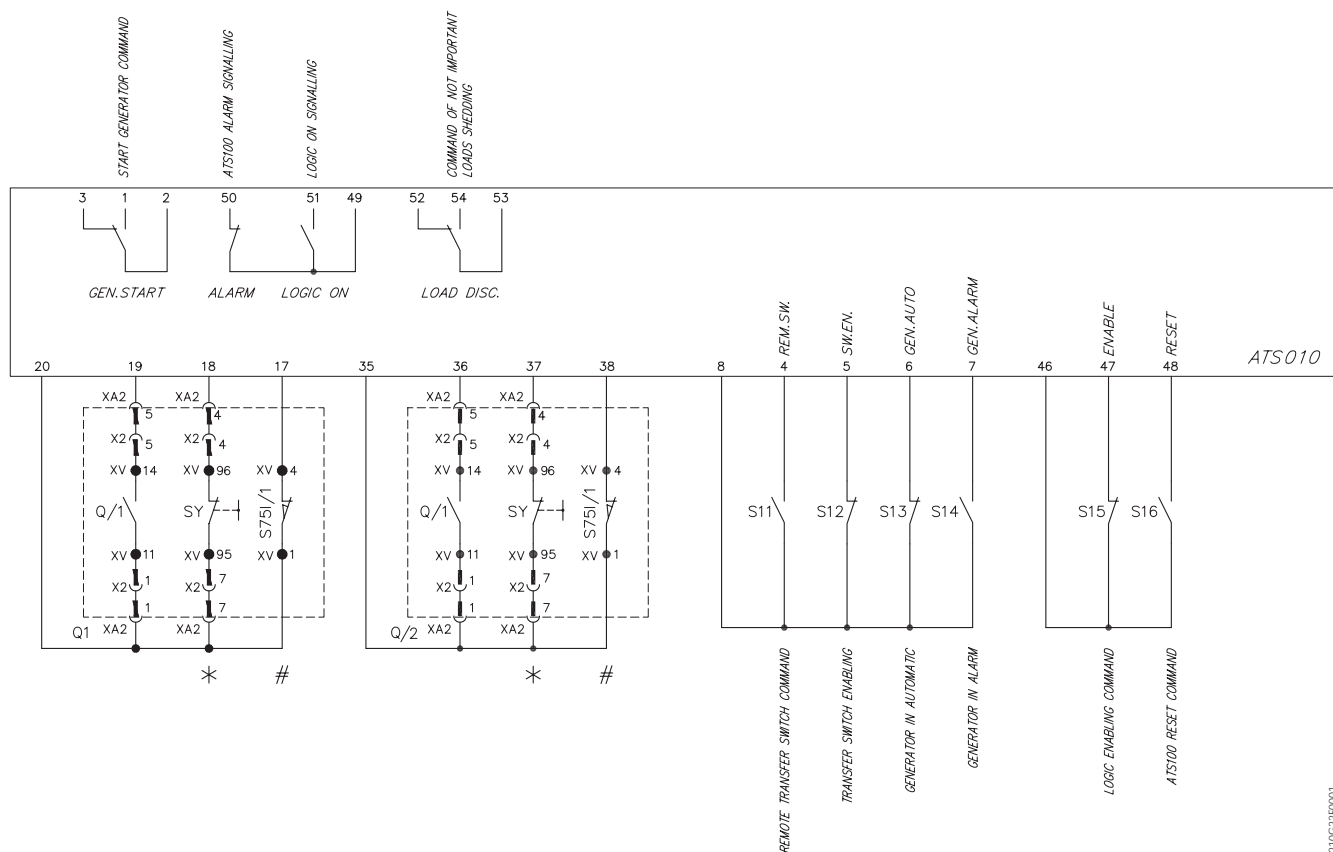 START GENERATOR COMMAND
ATS100 ALARM SIGNALLING
LOGIC ON SIGNALLING
COMMAND OF NOT IMPORTANT
LOADS SHEDDING
3 1 2 50 51 49 52 54 53
GEN.START ALARM LOGIC ON LOAD DISC.
REM.SW.
SW.EN.
GEN.AUTO
GEN.ALARM
ENABLE
RESET
ATS010
20 19 18 17 35 36 37 38 8 4 5 6 7 46 47 48
XA2 XA2 XA2 XA2
5 4 5 4
X2 X2 X2 X2
5 4 5 4
XV 14 XV 96 XV 4 XV 14 XV 96 XV 4
Q/1 SY S75I/1 Q/1 SY S75I/1 S11 S12 S13 S14 S15 S16
XV 11 XV 95 XV 1 XV 11 XV 95 XV 1
1 7 1 7
X2 X2 X2 X2
1 7 1 7
Q1 XA2 XA2 Q/2 XA2 XA2
* # * #
REMOTE TRANSFER SWITCH COMMAND
TRANSFER SWITCH ENABLING
GENERATOR IN AUTOMATIC
GENERATOR IN ALARM
LOGIC ENABLING COMMAND
ATS100 RESET COMMAND